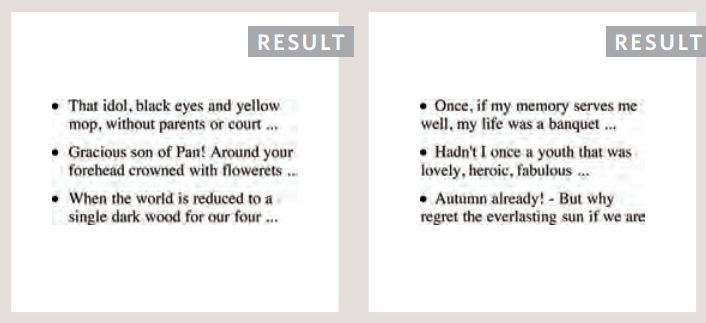 RESULT
• That idol, black eyes and yellow
mop, without parents or court ...
• Gracious son of Pan! Around your
forehead crowned with flowerets ...
• When the world is reduced to a
single dark wood for our four ...
RESULT
• Once, if my memory serves me
well, my life was a banquet ...
• Hadn't I once a youth that was
lovely, heroic, fabulous ...
• Autumn already! - But why
regret the everlasting sun if we are